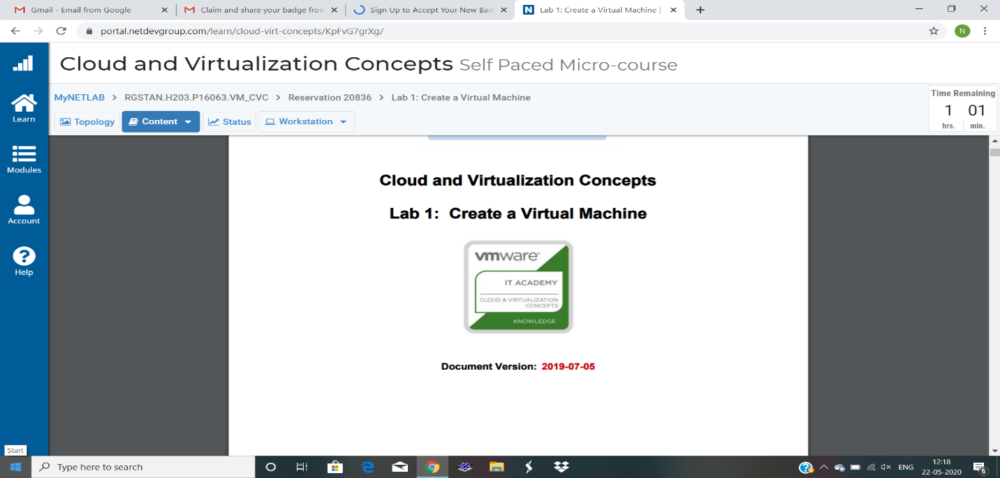 Gmail - Email from Google
Claim and share your badge from
Sign Up to Accept Your New Bad
Lab 1: Create a Virtual Machine |
portal.netdevgroup.com/learn/cloud-virt-concepts/KpFvG7grXg/
N
Cloud and Virtualization Concepts Self Paced Micro-course
MyNETLAB > RGSTAN.H203.P16063.VM_CVC > Reservation 20836 > Lab 1: Create a Virtual Machine
Time Remaining
1 01
hrs. min.
Topology Content Status Workstation
Learn
Modules
Account
Help
Cloud and Virtualization Concepts
Lab 1: Create a Virtual Machine
vmware
IT ACADEMY
CLOUD & VIRTUALIZATION
CONCEPTS
KNOWLEDGE
Document Version: 2019-07-05
Start
Type here to search
ENG
12:18
22-05-2020
6